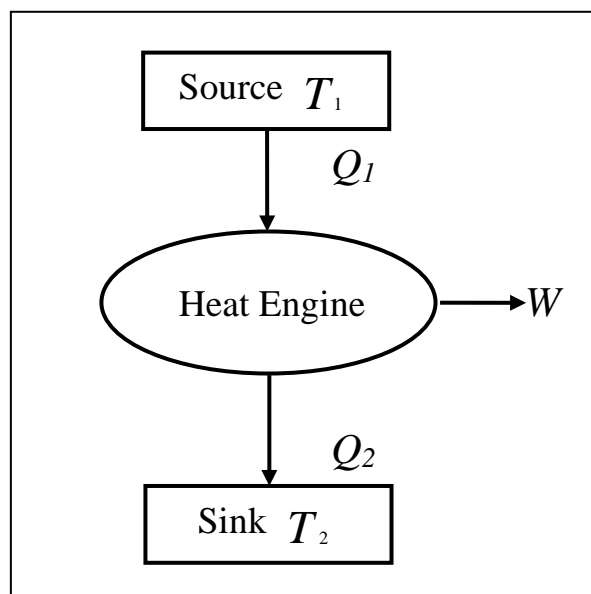 Source T₁
Q₁
Heat Engine
W
Q₂
Sink T₂